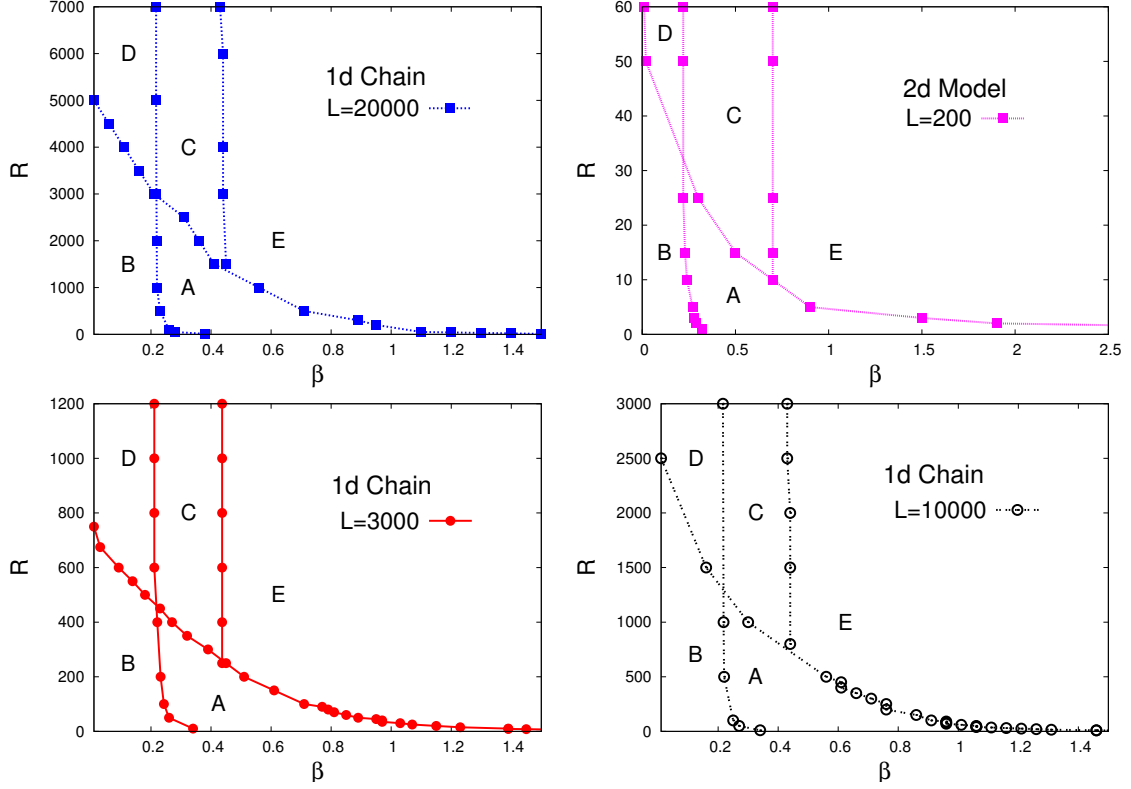 7000
6000
5000
4000
3000
2000
1000
0
R
0.2
0.4
0.6
0.8
1
1.2
1.4
β
D
C
B
A
E
1d Chain
L=20000
60
50
40
30
20
10
0
R
0
0.5
1
1.5
2
2.5
β
D
C
B
A
E
2d Model
L=200
1200
1000
800
600
400
200
0
R
0.2
0.4
0.6
0.8
1
1.2
1.4
β
D
C
B
A
E
1d Chain
L=3000
3000
2500
2000
1500
1000
500
0
R
0.2
0.4
0.6
0.8
1
1.2
1.4
β
D
C
B
A
E
1d Chain
L=10000